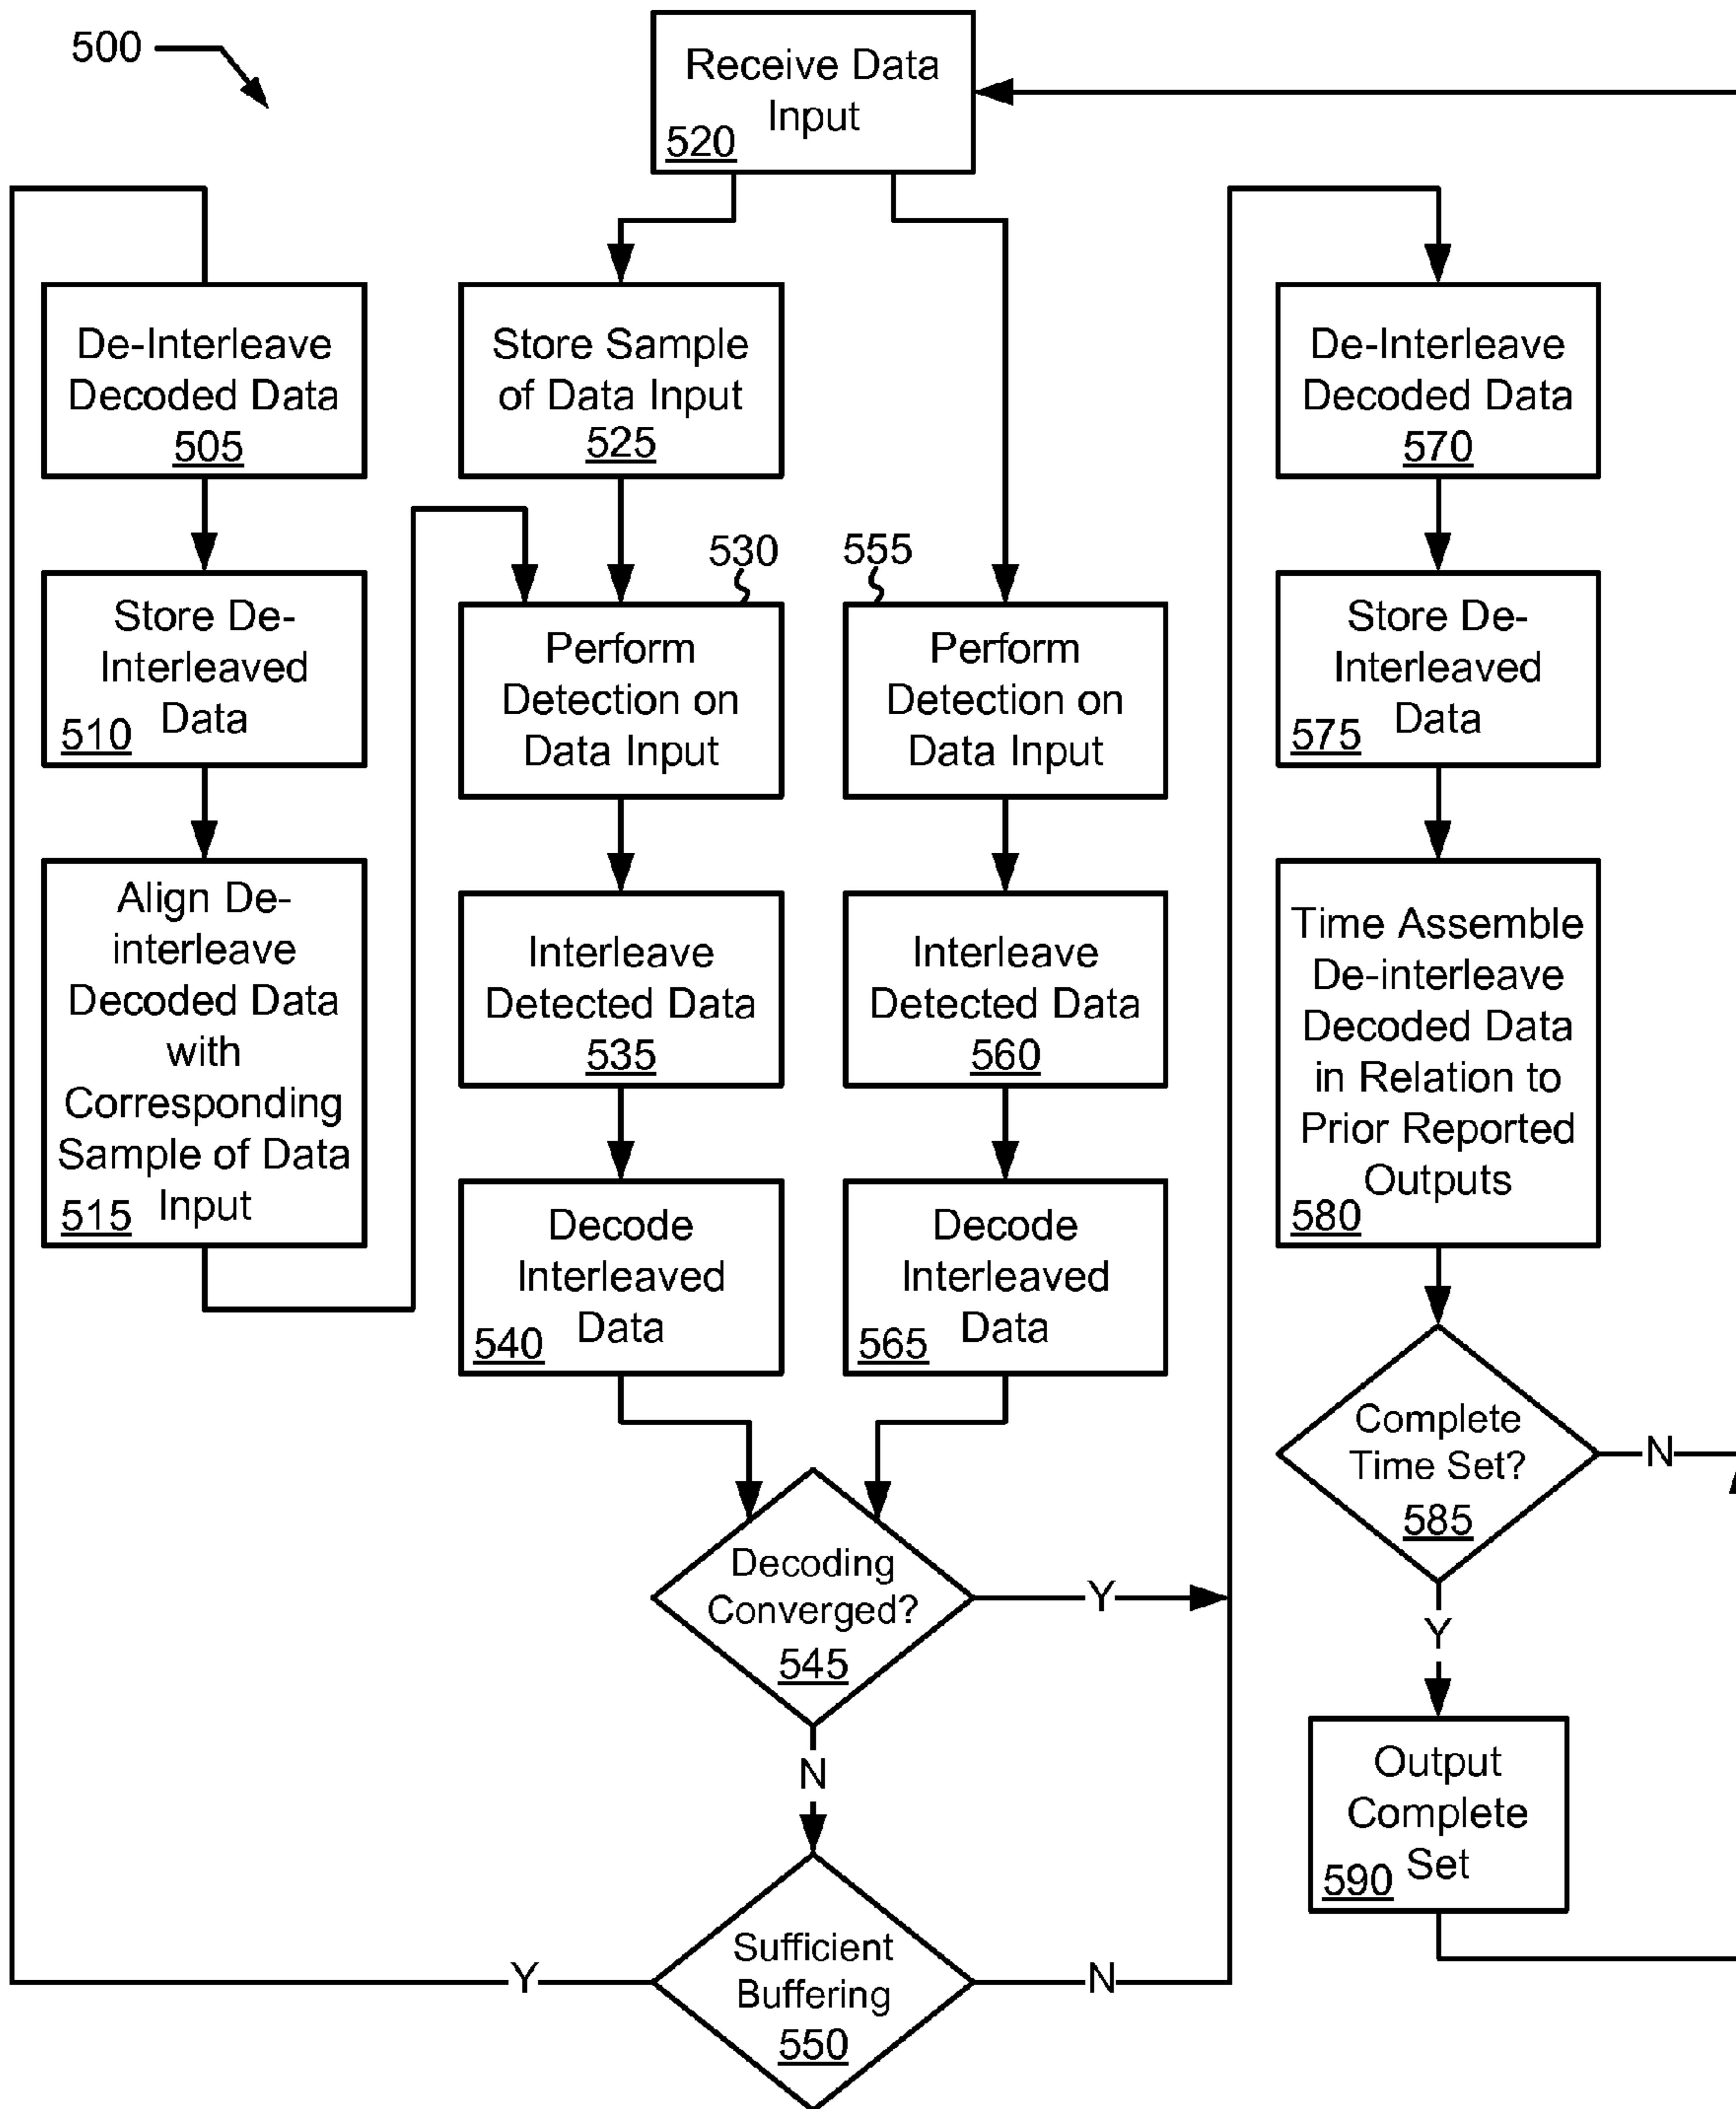 500
Receive Data
Input
520
De-Interleave
Decoded Data
505
Store De-
Interleaved
Data
510
Align De-
interleave
Decoded Data
with
Corresponding
Sample of Data
Input
515
Store Sample
of Data Input
525
530
Perform
Detection on
Data Input
Interleave
Detected Data
535
Decode
Interleaved
Data
540
555
Perform
Detection on
Data Input
Interleave
Detected Data
560
Decode
Interleaved
Data
565
Decoding
Converged?
545
Y
N
Sufficient
Buffering
550
Y
N
De-Interleave
Decoded Data
570
Store De-
Interleaved
Data
575
Time Assemble
De-interleave
Decoded Data
in Relation to
Prior Reported
Outputs
580
Complete
Time Set?
585
N
Y
Output
Complete
Set
590